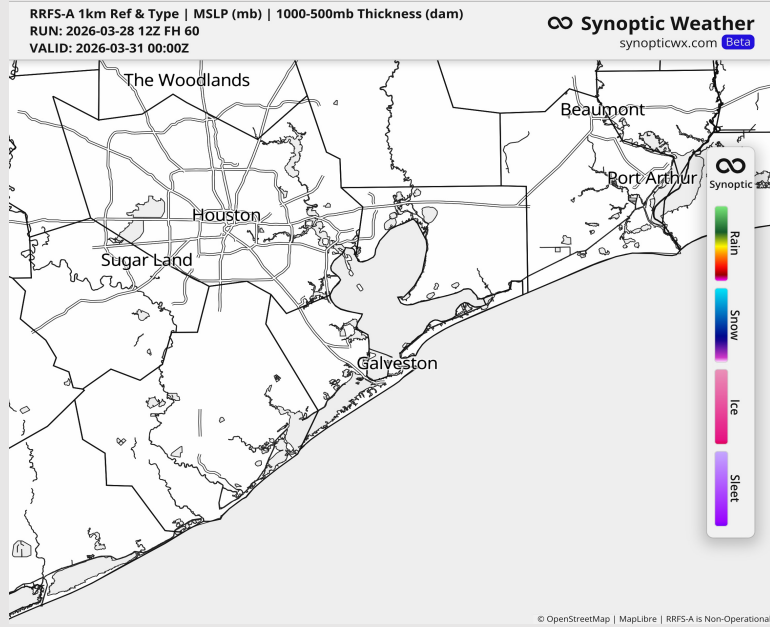 RRFS-A 1km Ref & Type | MSLP (mb) | 1000-500mb Thickness (dam)
RUN: 2026-03-28 12Z FH 60
VALID: 2026-03-31 00:00Z
Synoptic Weather
synopticwx.com Beta
The Woodlands
Beaumont
Port Arthur
Synoptic
Houston
Rain
Sugar Land
Snow
Galveston
Ice
Sleet
© OpenStreetMap | MapLibre | RRFS-A is Non-Operational